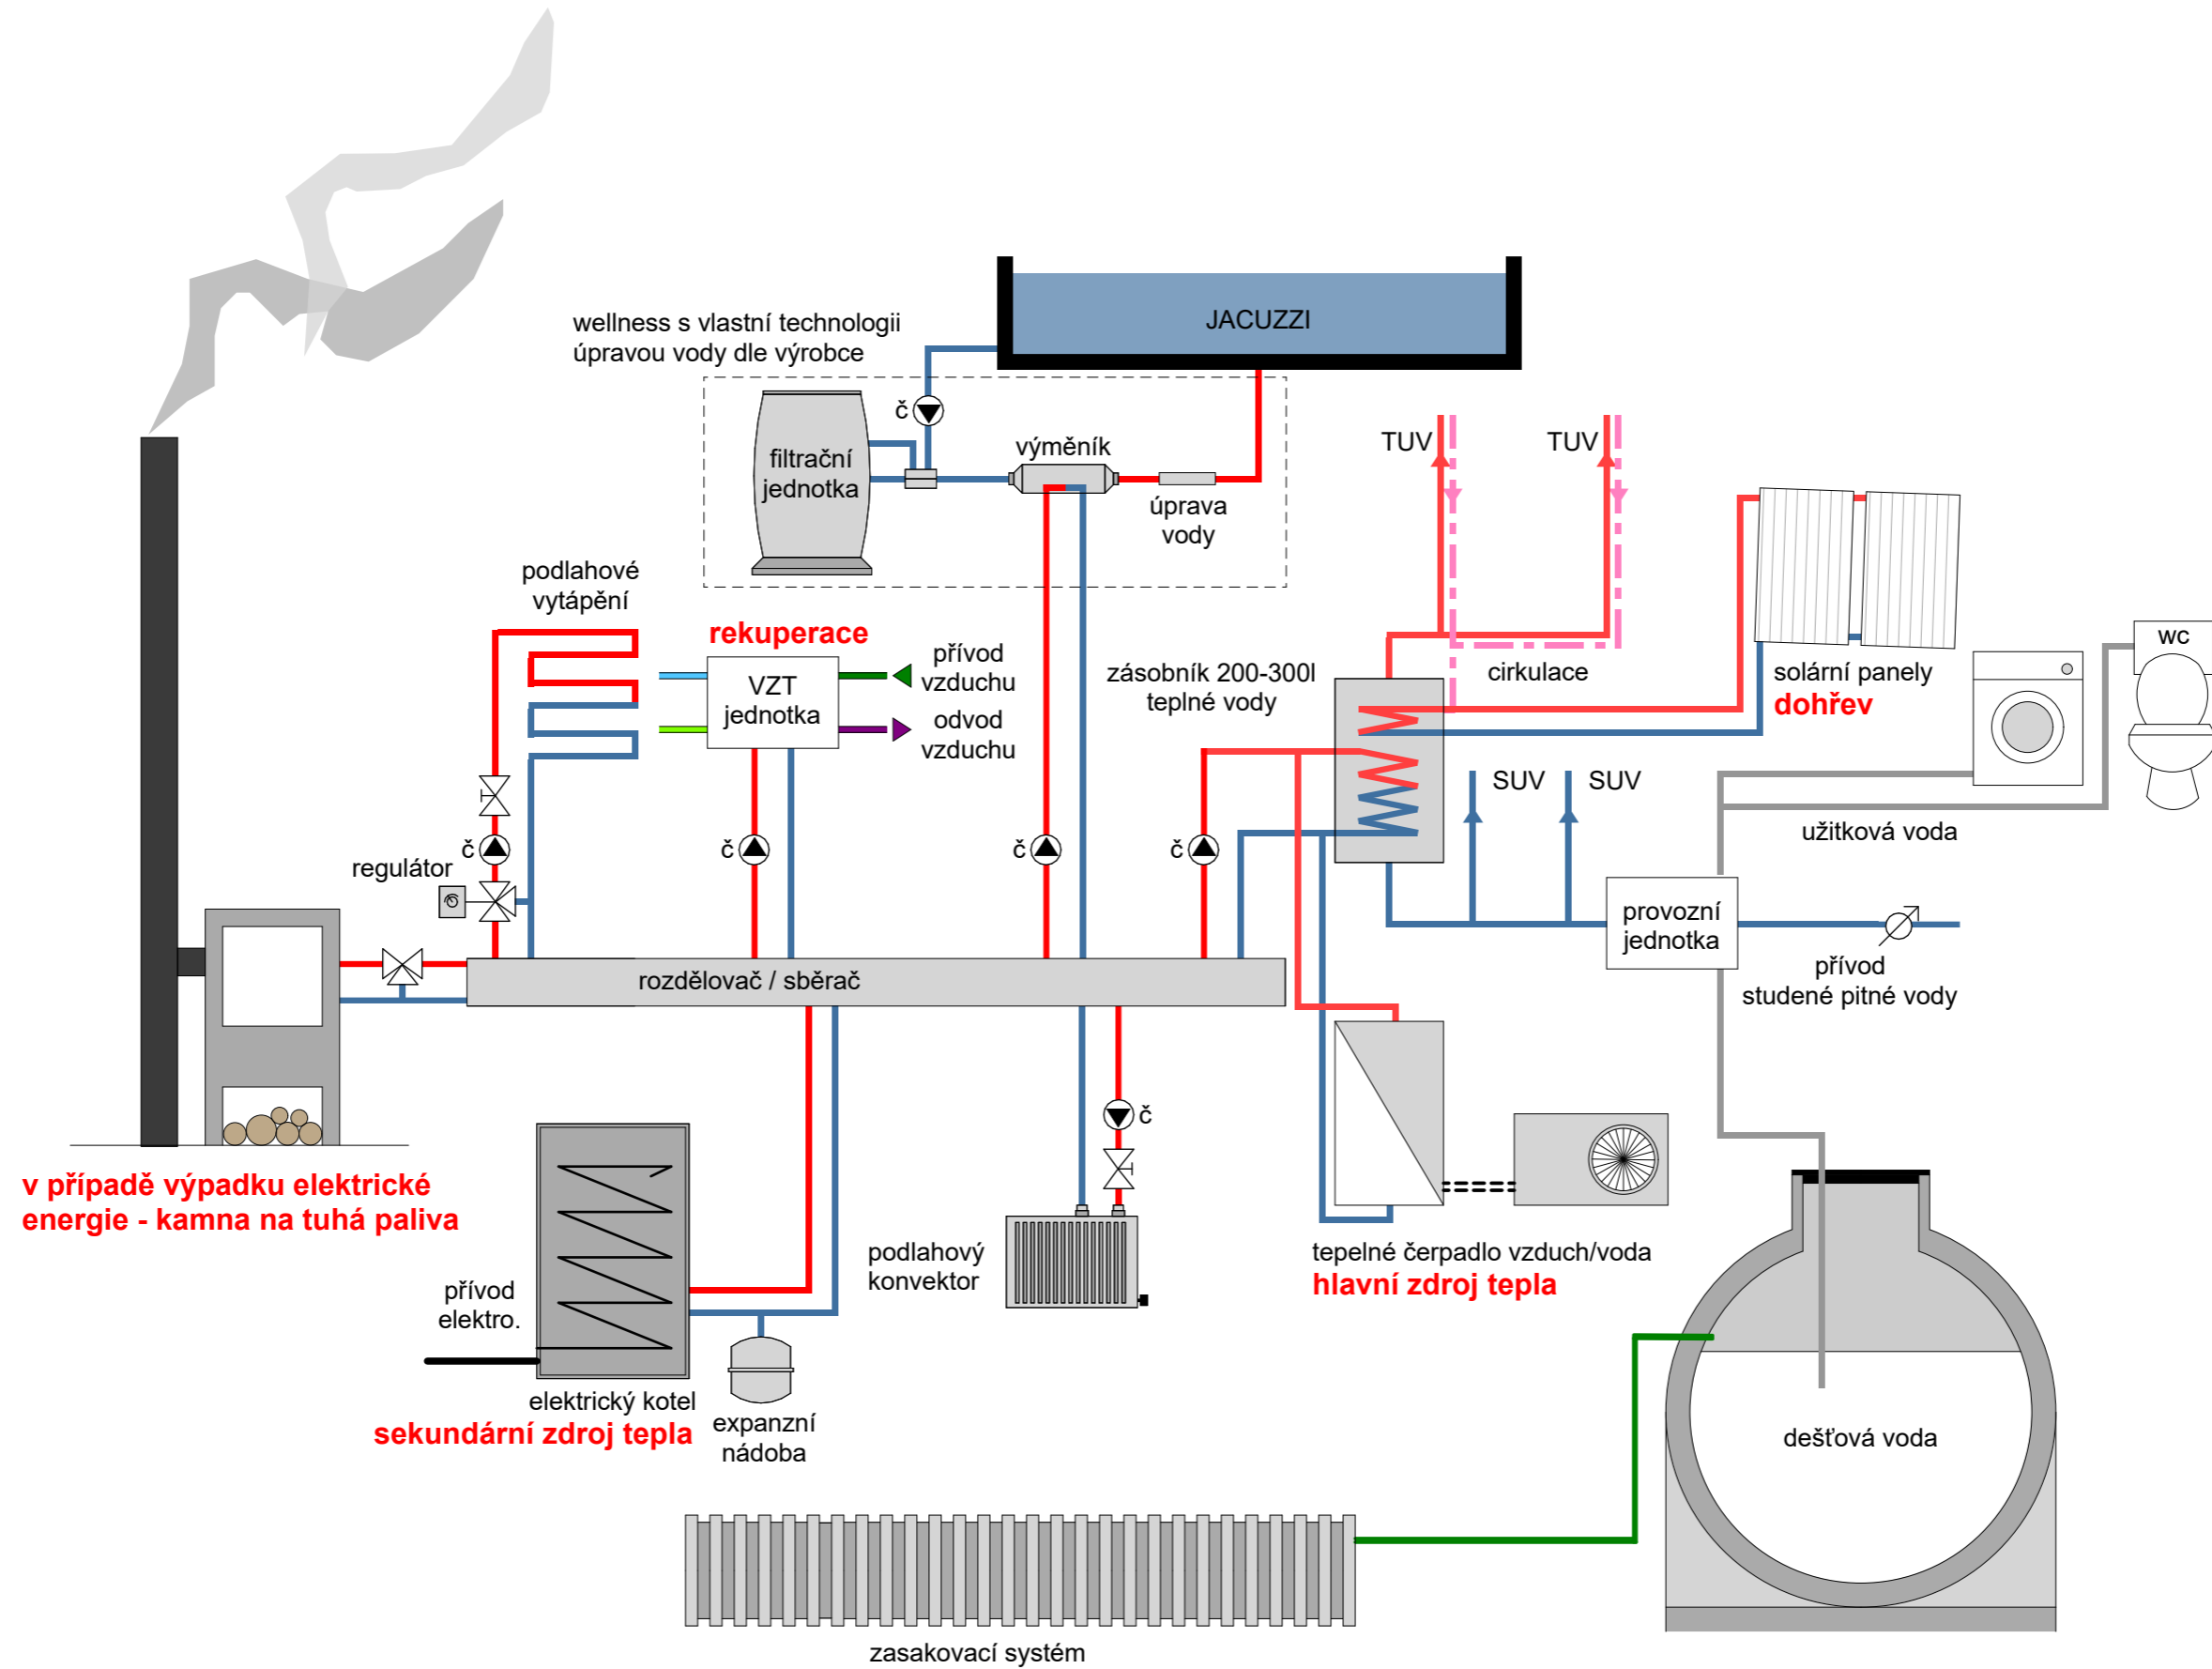 wellness s vlastní technologii
úpravou vody dle výrobce
JACUZZI
č
filtrační
jednotka
výměník
úprava
vody
TUV
TUV
podlahové
vytápění
rekuperace
VZT
jednotka
přívod
vzduchu
odvod
vzduchu
zásobník 200-300l
teplné vody
cirkulace
solární panely
dohřev
wc
SUV
SUV
užitková voda
regulátor
č
č
č
č
provozní
jednotka
přívod
studené pitné vody
rozdělovač / sběrač
č
v případě výpadku elektrické
energie - kamna na tuhá paliva
přívod
elektro.
elektrický kotel
sekundární zdroj tepla
expanzní
nádoba
podlahový
konvektor
tepelné čerpadlo vzduch/voda
hlavní zdroj tepla
dešťová voda
zasakovací systém